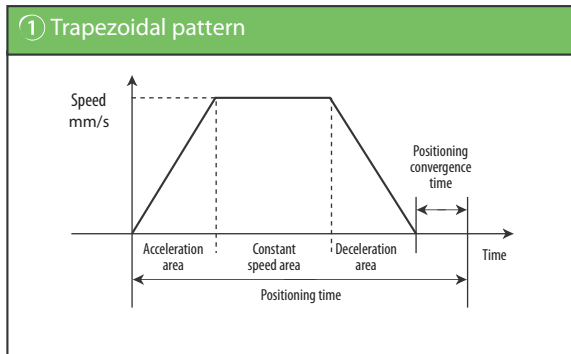 ① Trapezoidal pattern
Speed
mm/s
Positioning
convergence
time
Acceleration
area
Constant
speed area
Deceleration
area
Time
Positioning time